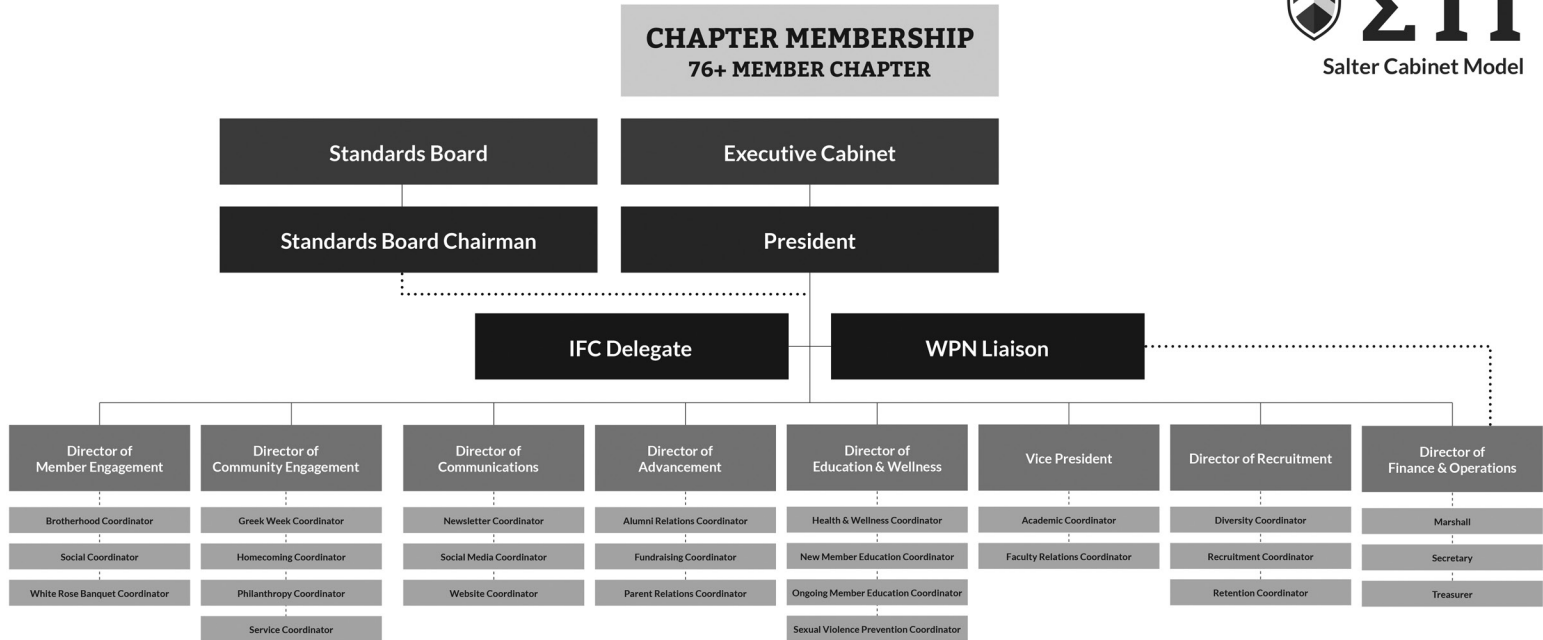 ΣΠ
Salter Cabinet Model
CHAPTER MEMBERSHIP
76+ MEMBER CHAPTER
Standards Board
Executive Cabinet
Standards Board Chairman
President
IFC Delegate
WPN Liaison
Director of
Member Engagement
Brotherhood Coordinator
Social Coordinator
White Rose Banquet Coordinator
Director of
Community Engagement
Greek Week Coordinator
Homecoming Coordinator
Philanthropy Coordinator
Service Coordinator
Director of
Communications
Newsletter Coordinator
Social Media Coordinator
Website Coordinator
Director of
Advancement
Alumni Relations Coordinator
Fundraising Coordinator
Parent Relations Coordinator
Director of
Education & Wellness
Health & Wellness Coordinator
New Member Education Coordinator
Ongoing Member Education Coordinator
Sexual Violence Prevention Coordinator
Vice President
Academic Coordinator
Faculty Relations Coordinator
Director of Recruitment
Diversity Coordinator
Recruitment Coordinator
Retention Coordinator
Director of
Finance & Operations
Marshall
Secretary
Treasurer